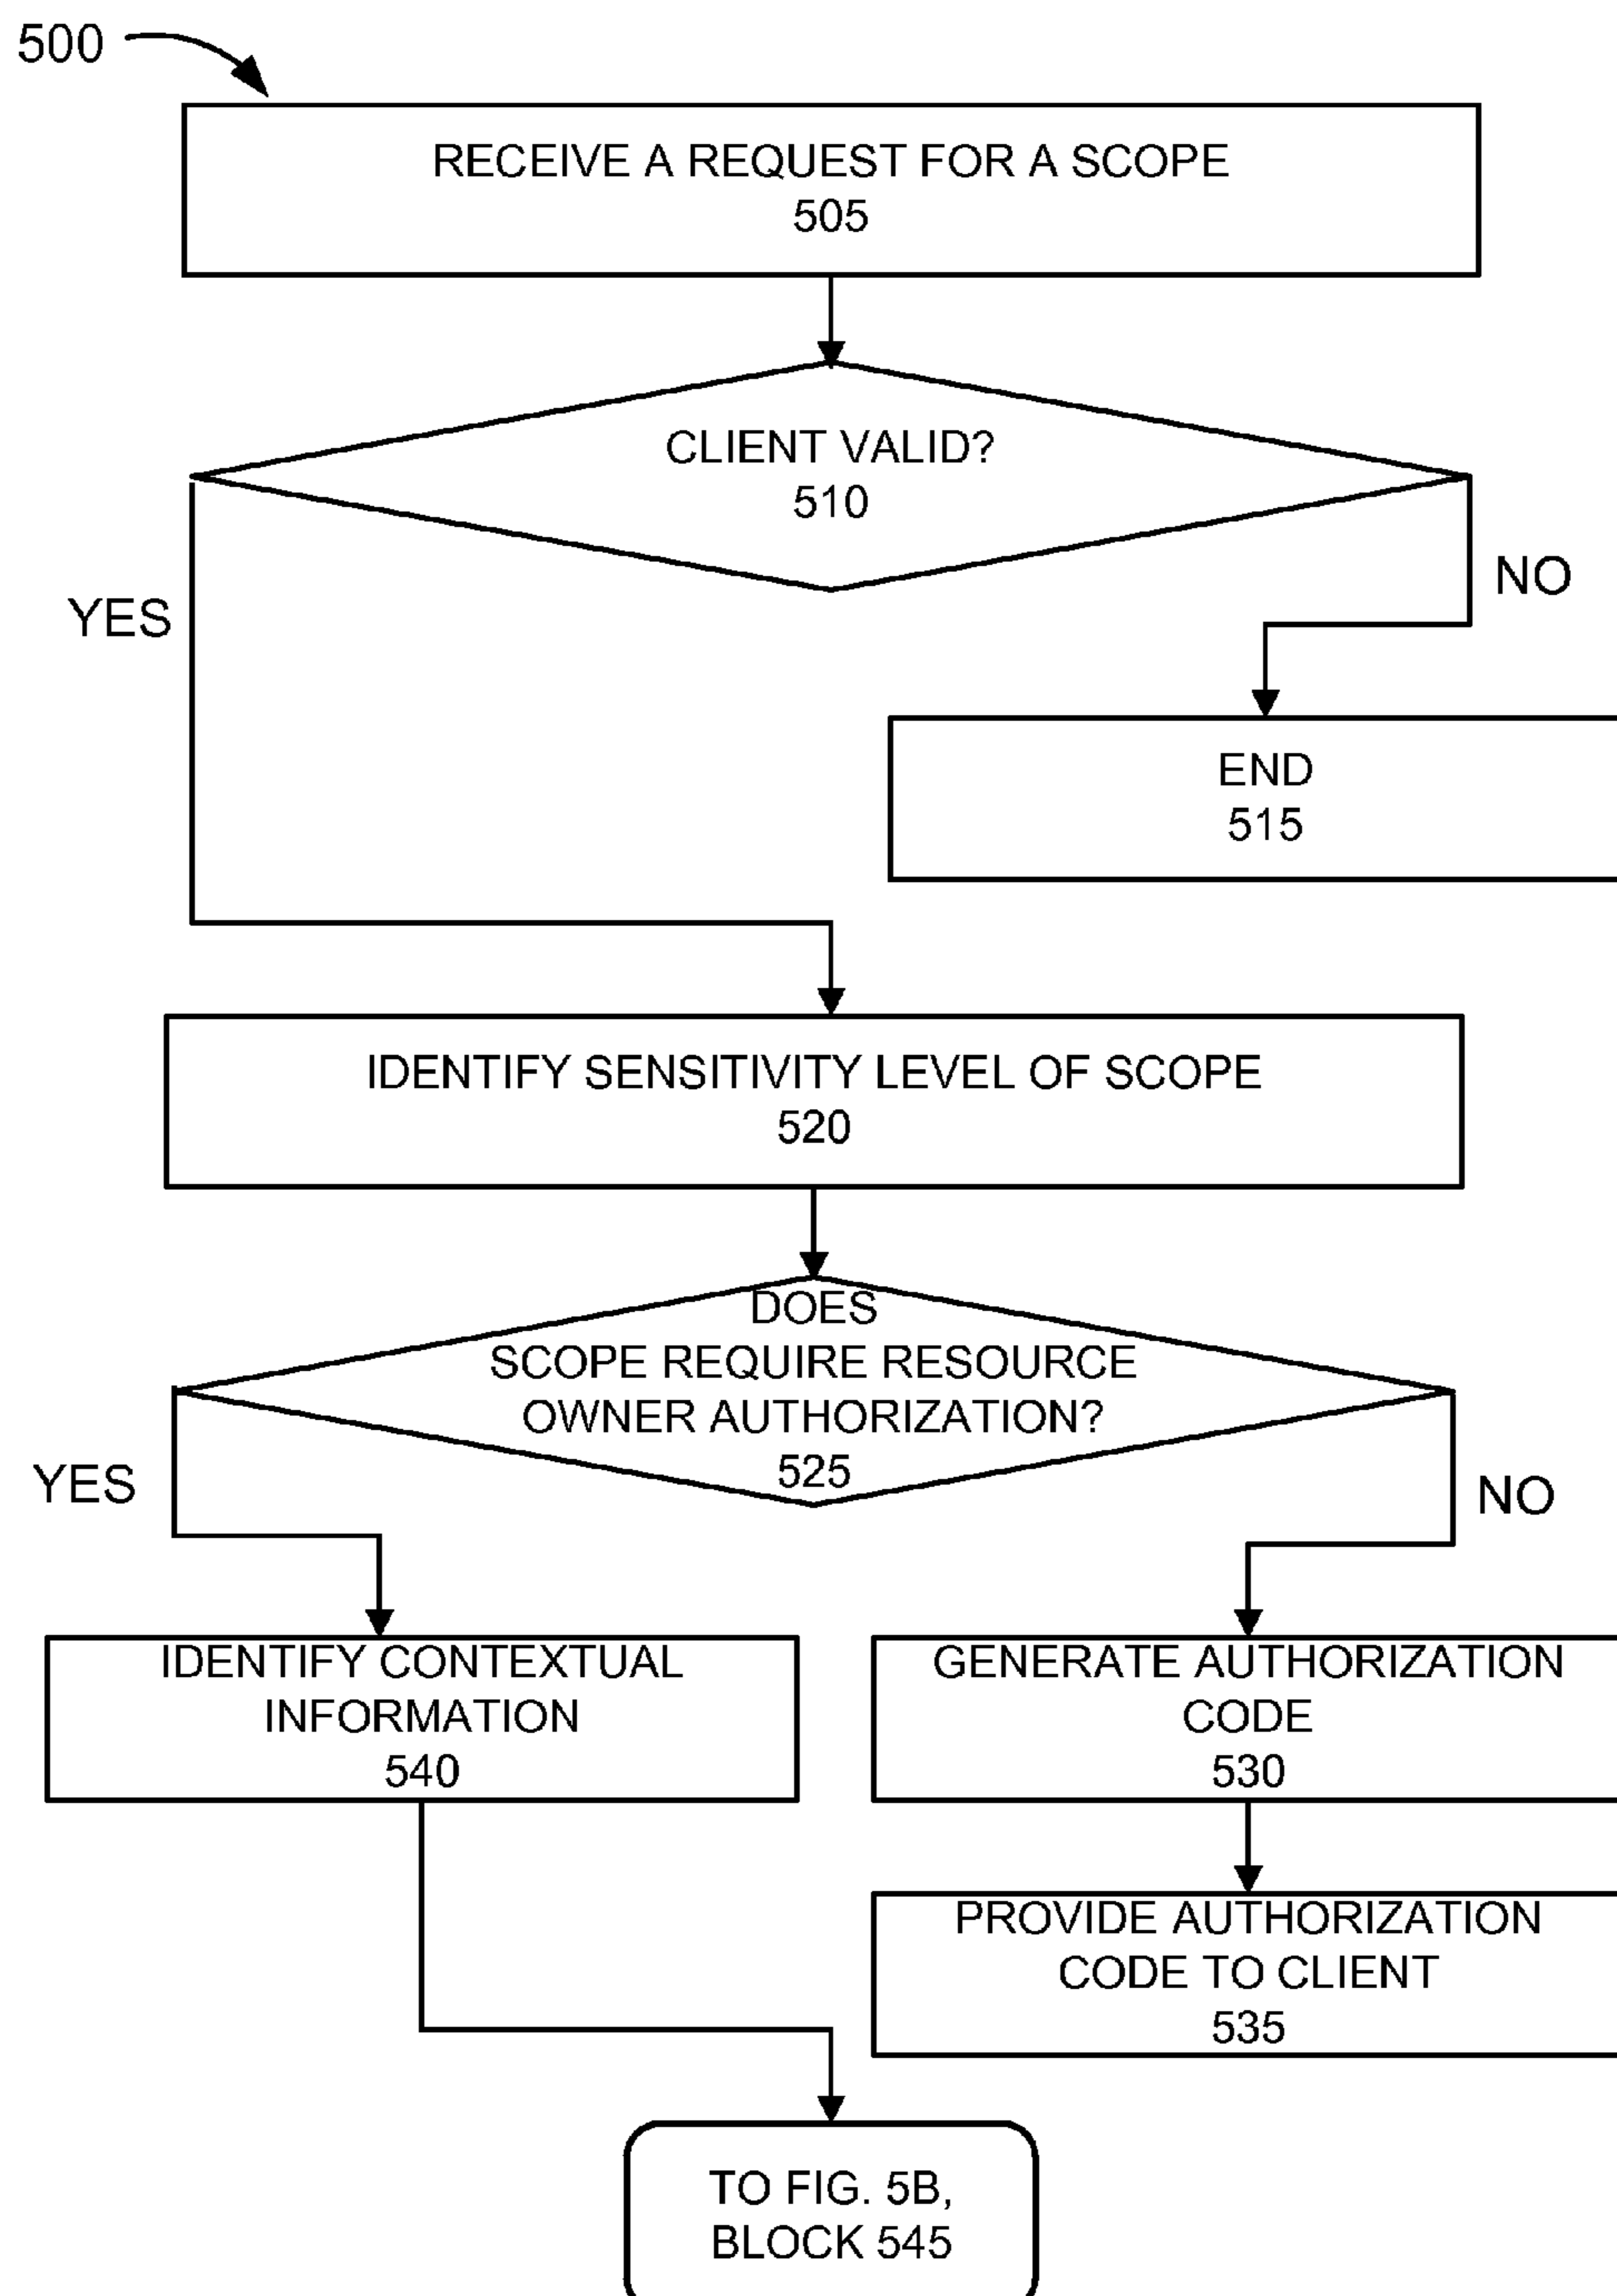 500
RECEIVE A REQUEST FOR A SCOPE
505
CLIENT VALID?
510
YES
NO
END
515
IDENTIFY SENSITIVITY LEVEL OF SCOPE
520
DOES
SCOPE REQUIRE RESOURCE
OWNER AUTHORIZATION?
525
YES
NO
IDENTIFY CONTEXTUAL
INFORMATION
540
GENERATE AUTHORIZATION
CODE
530
PROVIDE AUTHORIZATION
CODE TO CLIENT
535
TO FIG. 5B,
BLOCK 545